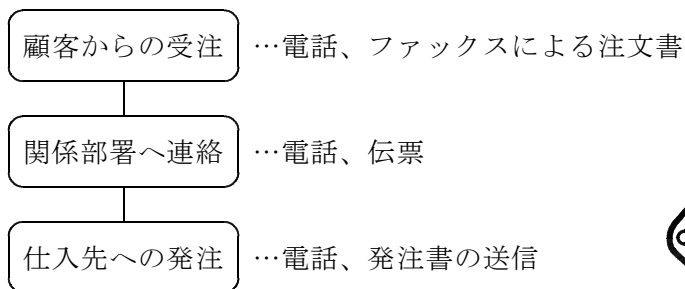 顧客からの受注 …電話、ファックスによる注文書
関係部署へ連絡 …電話、伝票
仕入先への発注 …電話、発注書の送信